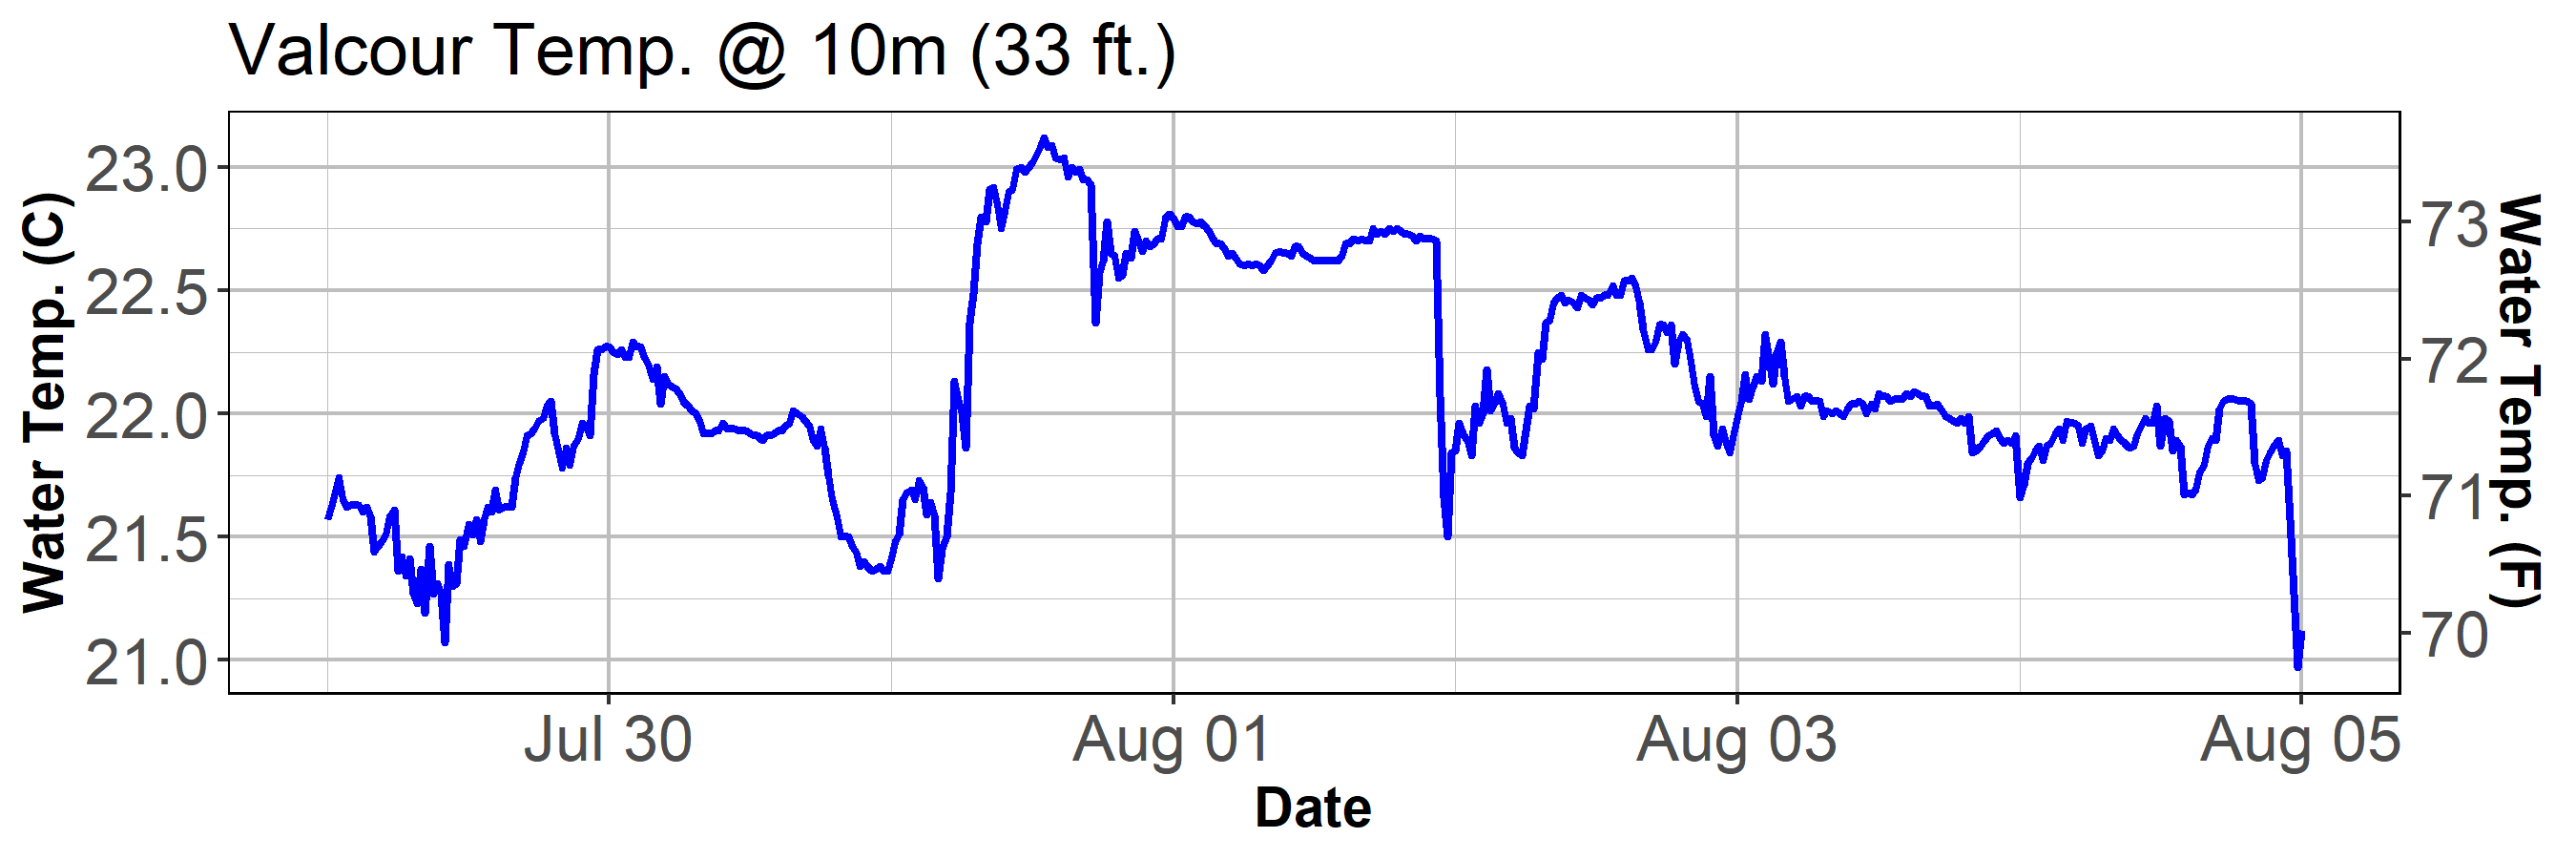 Valcour Temp. @ 10m (33 ft.)
Water Temp. (C)
23.0
22.5
22.0
21.5
21.0
73
72
71
70
Water Temp. (F)
Jul 30
Aug 01
Aug 03
Aug 05
Date